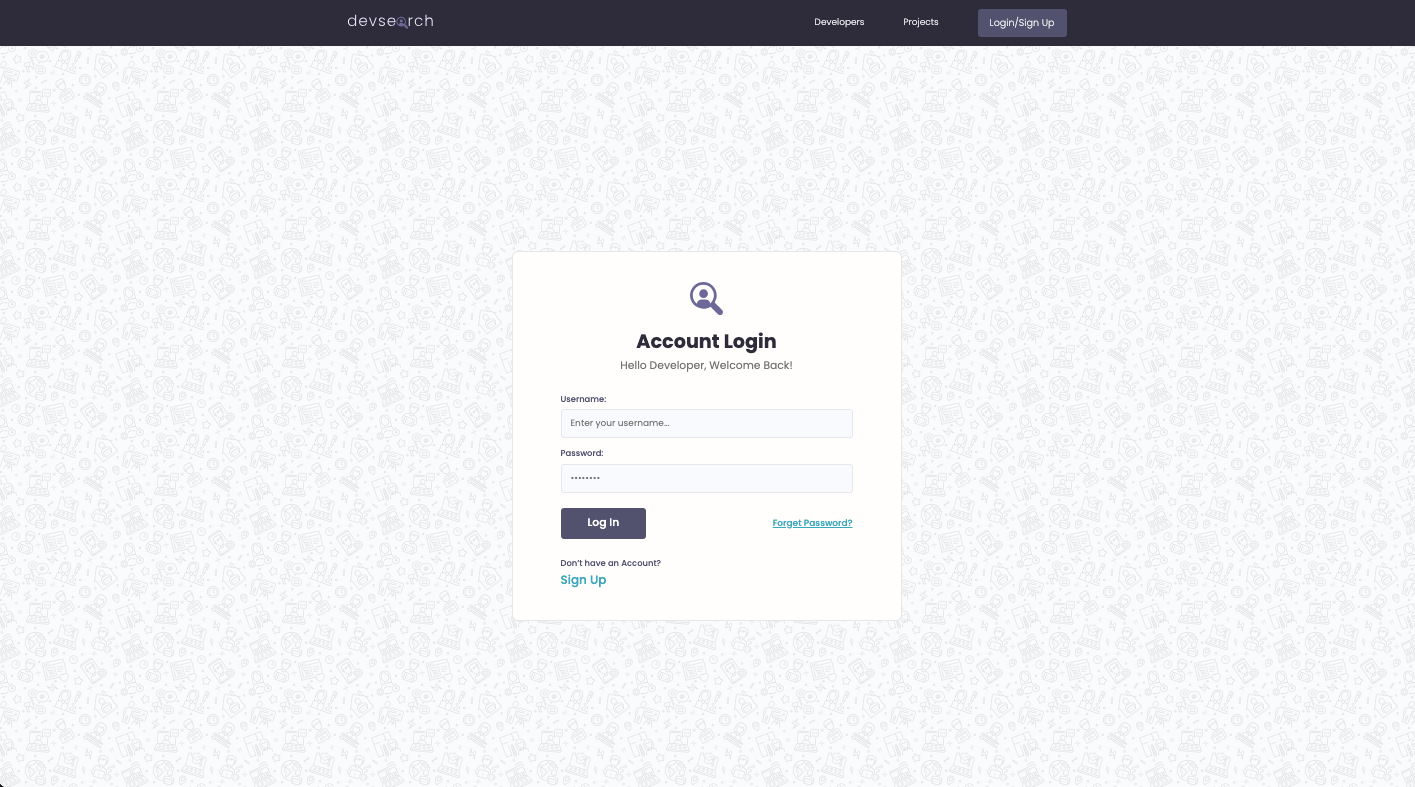 devsearch
Developers
Projects
Login/Sign Up
Account Login
Hello Developer, Welcome Back!
Username:
Enter your username...
Password:
••••••••
Log In
Forget Password?
Don't have an Account?
Sign Up